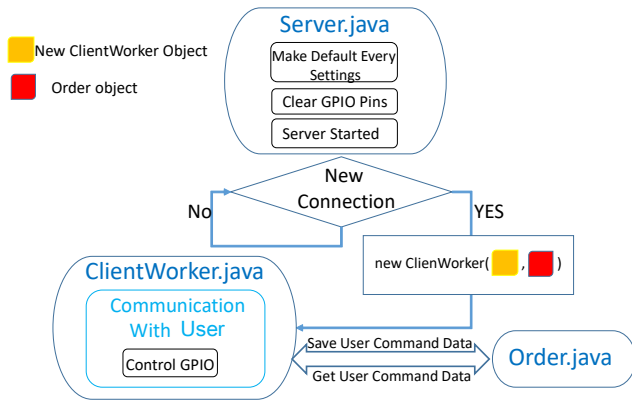 Server.java
New ClientWorker Object
Order object
Make Default Every
Settings
Clear GPIO Pins
Server Started
New
Connection
No
YES
new ClienWorker( , )
ClientWorker.java
Communication
With User
Control GPIO
Save User Command Data
Get User Command Data
Order.java